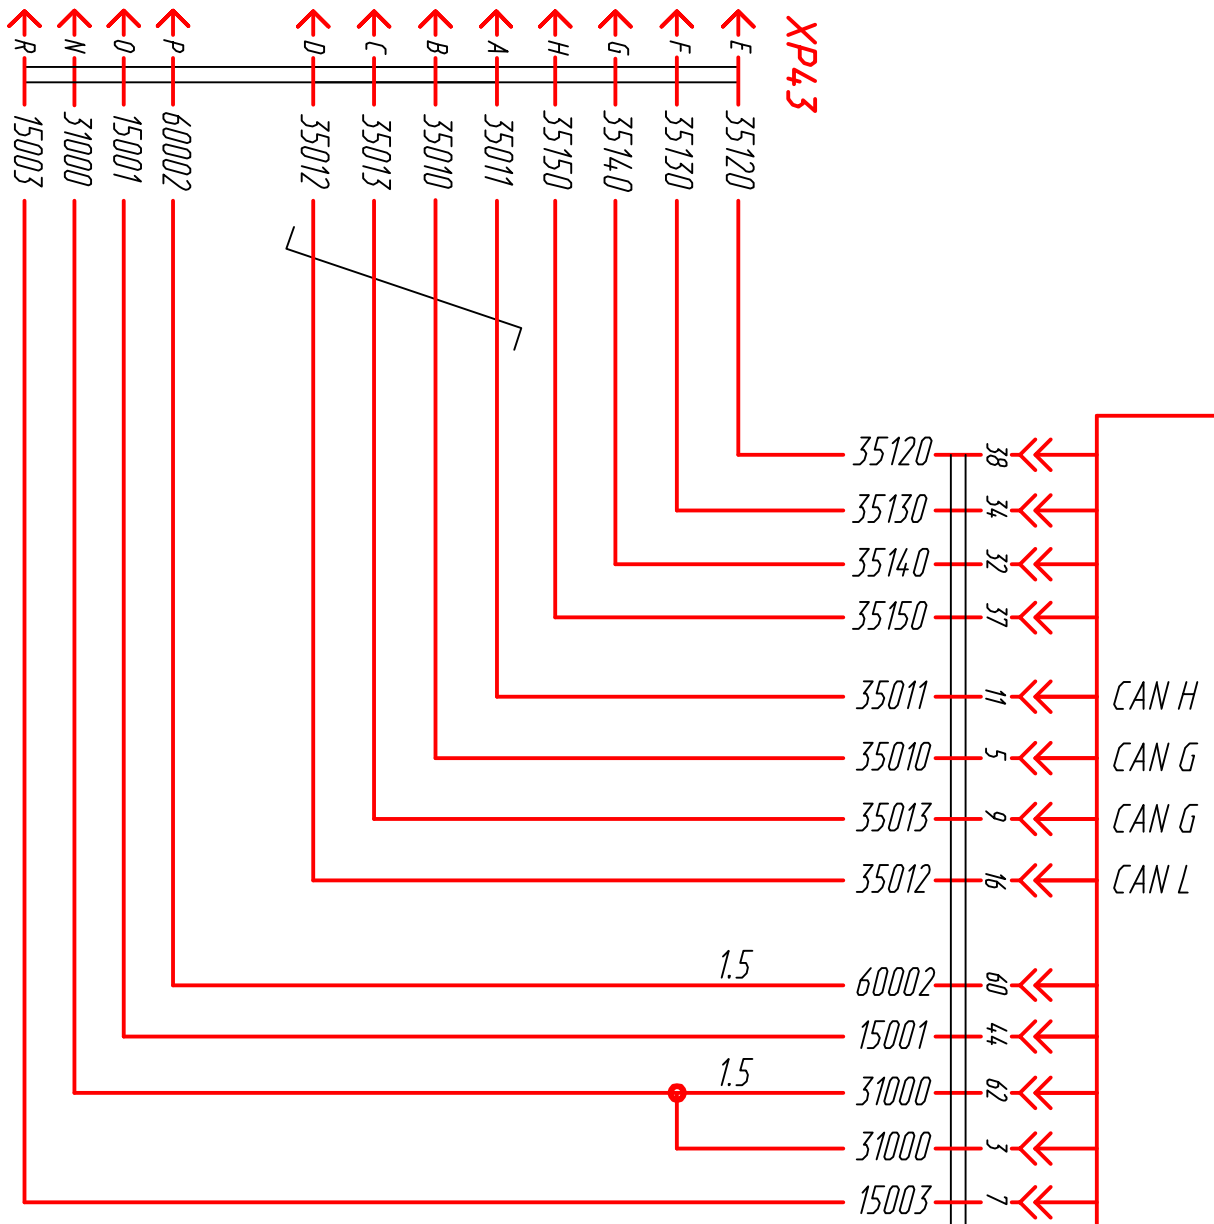 XP43
R
N
O
P
D
C
B
A
H
G
F
E
15003
31000
15001
60002
35012
35013
35010
35011
35150
35140
35130
35120
35120 38
35130 34
35140 32
35150 37
35011 11 CAN H
35010 5 CAN G
35013 9 CAN G
35012 16 CAN L
1.5 60002 60
15001 44
1.5 31000 62
31000 3
15003 7